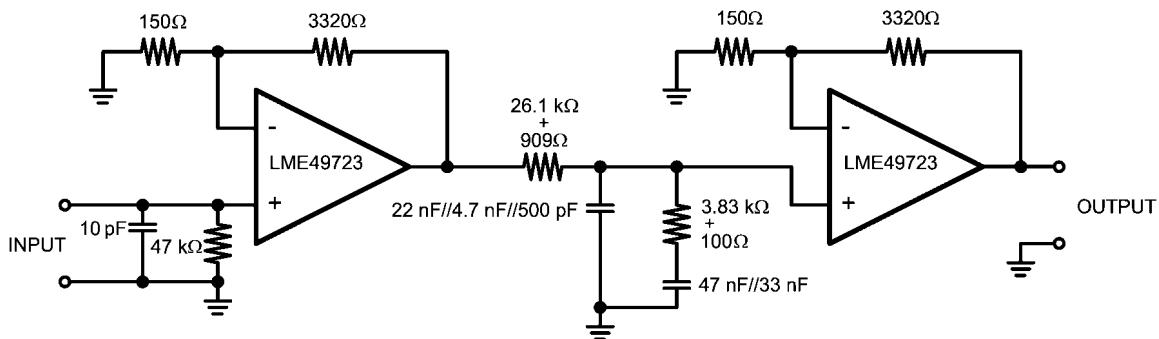 150Ω
3320Ω
150Ω
3320Ω
26.1 kΩ
+
909Ω
-
LME49723
+
-
LME49723
+
22 nF//4.7 nF//500 pF
3.83 kΩ
+
100Ω
OUTPUT
INPUT
10 pF
47 kΩ
47 nF//33 nF